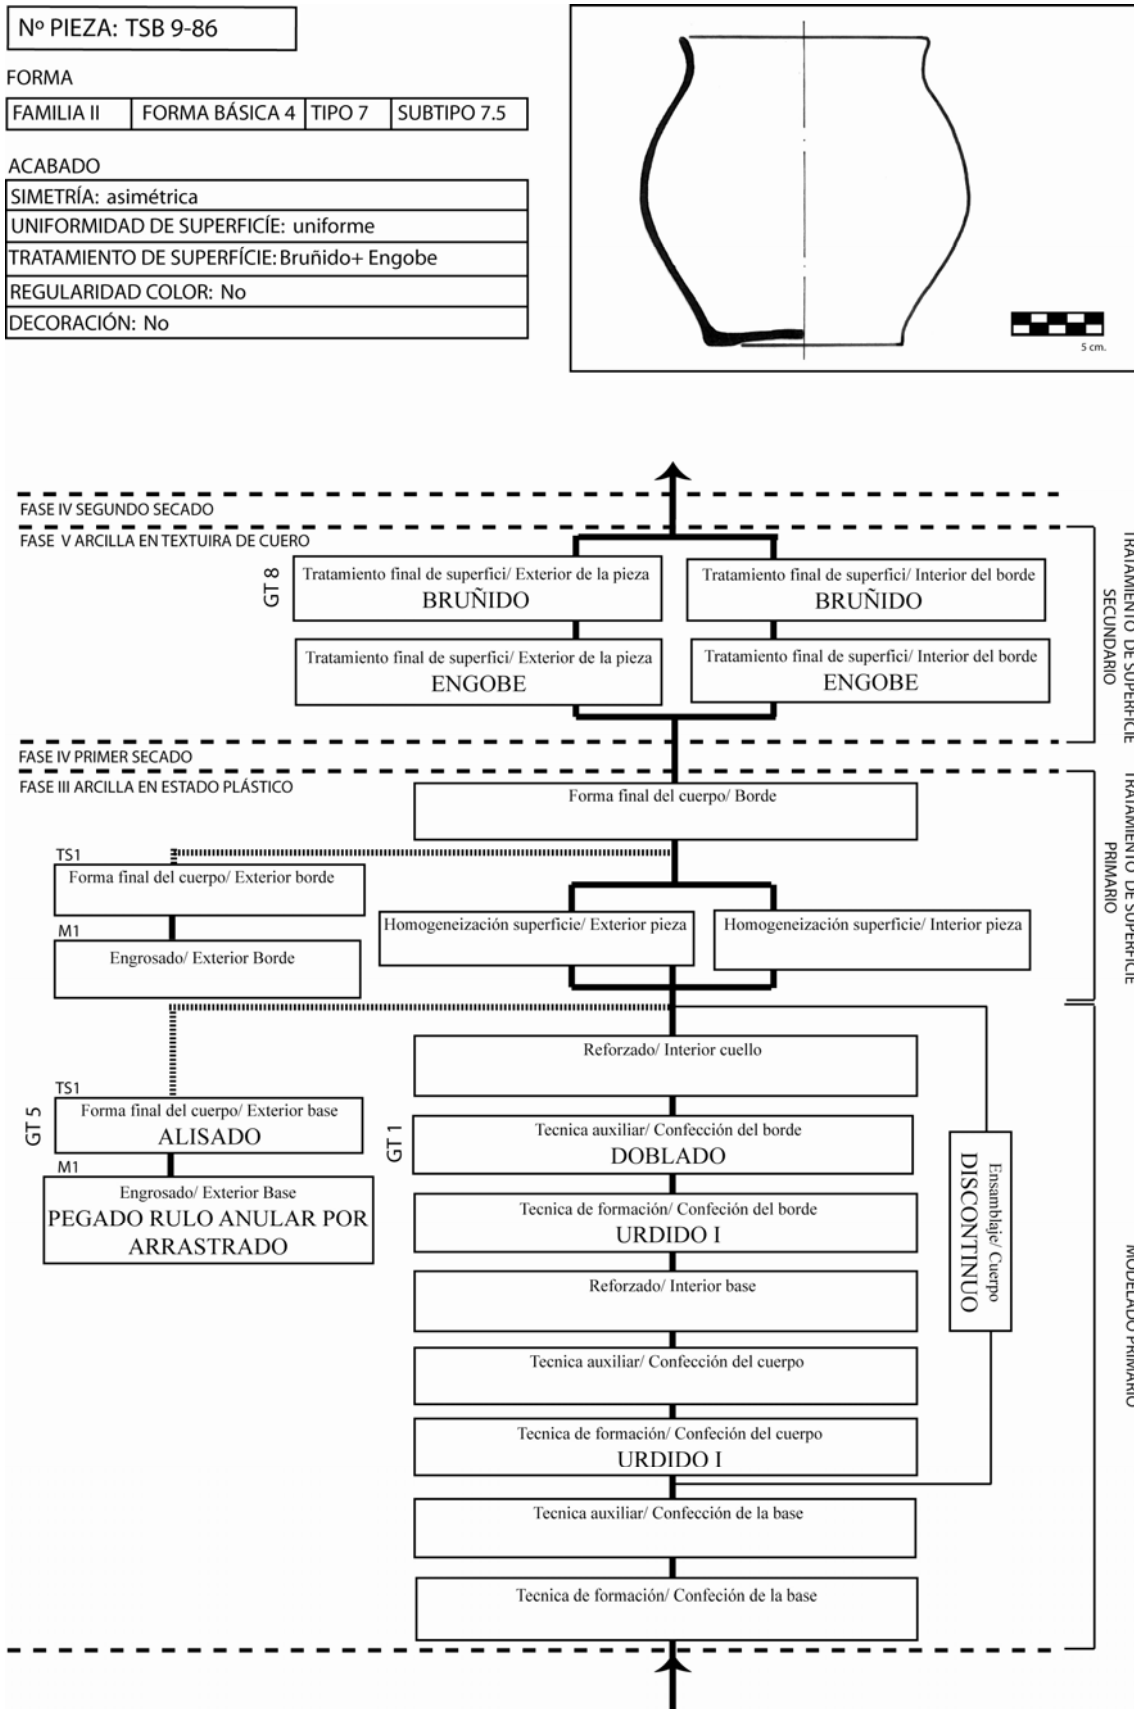 Nº PIEZA: TSB 9-86
FORMA
FAMILIA II FORMA BÁSICA 4 TIPO 7 SUBTIPO 7.5
ACABADO
SIMETRÍA: asimétrica
UNIFORMIDAD DE SUPERFICÍE: uniforme
TRATAMIENTO DE SUPERFÍCIE: Bruñido+ Engobe
REGULARIDAD COLOR: No
DECORACIÓN: No
5 cm.
FASE IV SEGUNDO SECADO
FASE V ARCILLA EN TEXTUIRA DE CUERO
GT 8
Tratamiento final de superfici/ Exterior de la pieza
BRUÑIDO
Tratamiento final de superfici/ Interior del borde
BRUÑIDO
Tratamiento final de superfici/ Exterior de la pieza
ENGOBE
Tratamiento final de superfici/ Interior del borde
ENGOBE
TRATAMIENTO DE SUPERFICIE
SECUNDARIO
FASE IV PRIMER SECADO
FASE III ARCILLA EN ESTADO PLÁSTICO
Forma final del cuerpo/ Borde
TS1
Forma final del cuerpo/ Exterior borde
M1
Engrosado/ Exterior Borde
Homogeneización superficie/ Exterior pieza
Homogeneización superficie/ Interior pieza
TRATAMIENTO DE SUPERFICIE
PRIMARIO
Reforzado/ Interior cuello
GT 5
TS1
Forma final del cuerpo/ Exterior base
ALISADO
M1
Engrosado/ Exterior Base
PEGADO RULO ANULAR POR
ARRASTRADO
GT 1
Tecnica auxiliar/ Confección del borde
DOBLADO
Tecnica de formación/ Confeción del borde
URDIDO I
Reforzado/ Interior base
Tecnica auxiliar/ Confección del cuerpo
Tecnica de formación/ Confeción del cuerpo
URDIDO I
Tecnica auxiliar/ Confección de la base
Tecnica de formación/ Confeción de la base
Ensamblaje/ Cuerpo
DISCONTINUO
MODELADO PRIMARIO